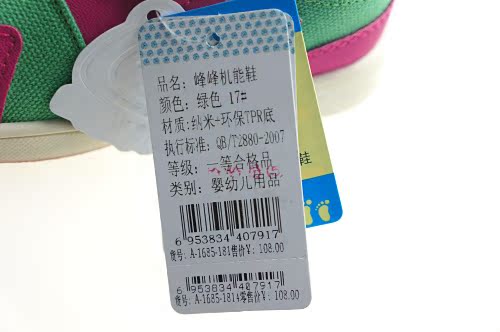 品名: 峰峰机能鞋
颜色: 绿色 17#
材质: 纳米+环保TPR底
执行标准: QB/T2880-2007
等级: 一等合格品
类别: 婴幼儿用品
6 953834 407917
货号: A-1685-181售价¥: 108.00
6 953834 407917
货号: A-1685-181零售价¥: 108.00
鞋